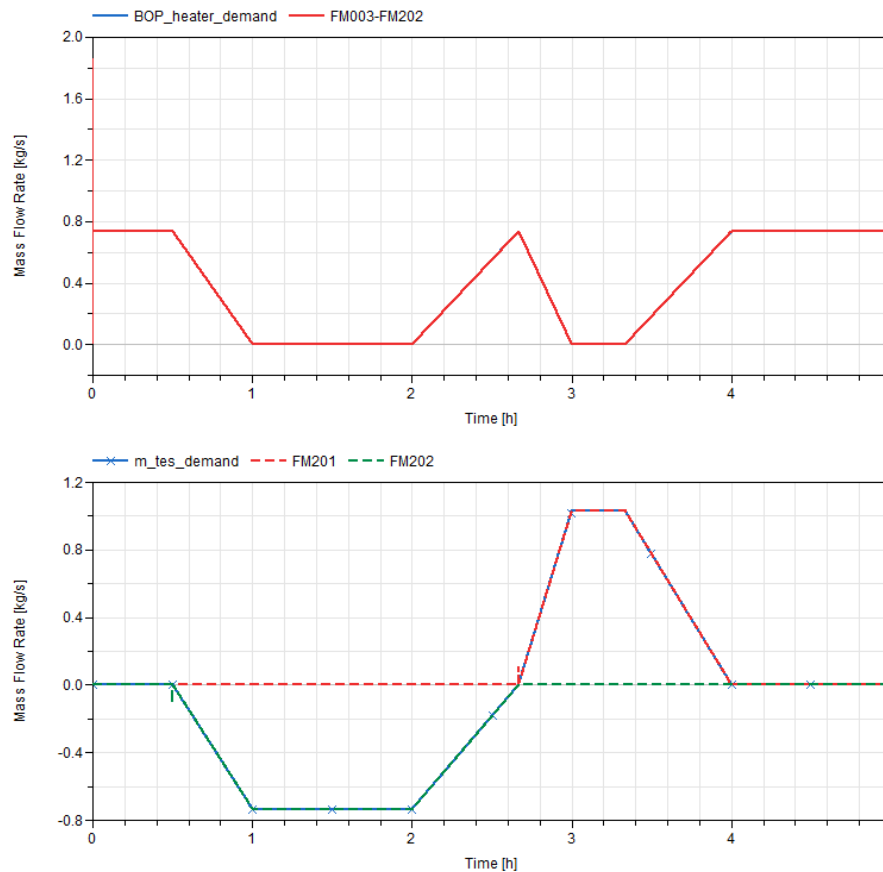 BOP_heater_demand FM003-FM202
2.0
1.6
1.2
0.8
0.4
0.0
Mass Flow Rate [kg/s]
0 1 2 3 4
Time [h]
m_tes_demand FM201 FM202
1.2
0.8
0.4
0.0
-0.4
-0.8
Mass Flow Rate [kg/s]
0 1 2 3 4
Time [h]